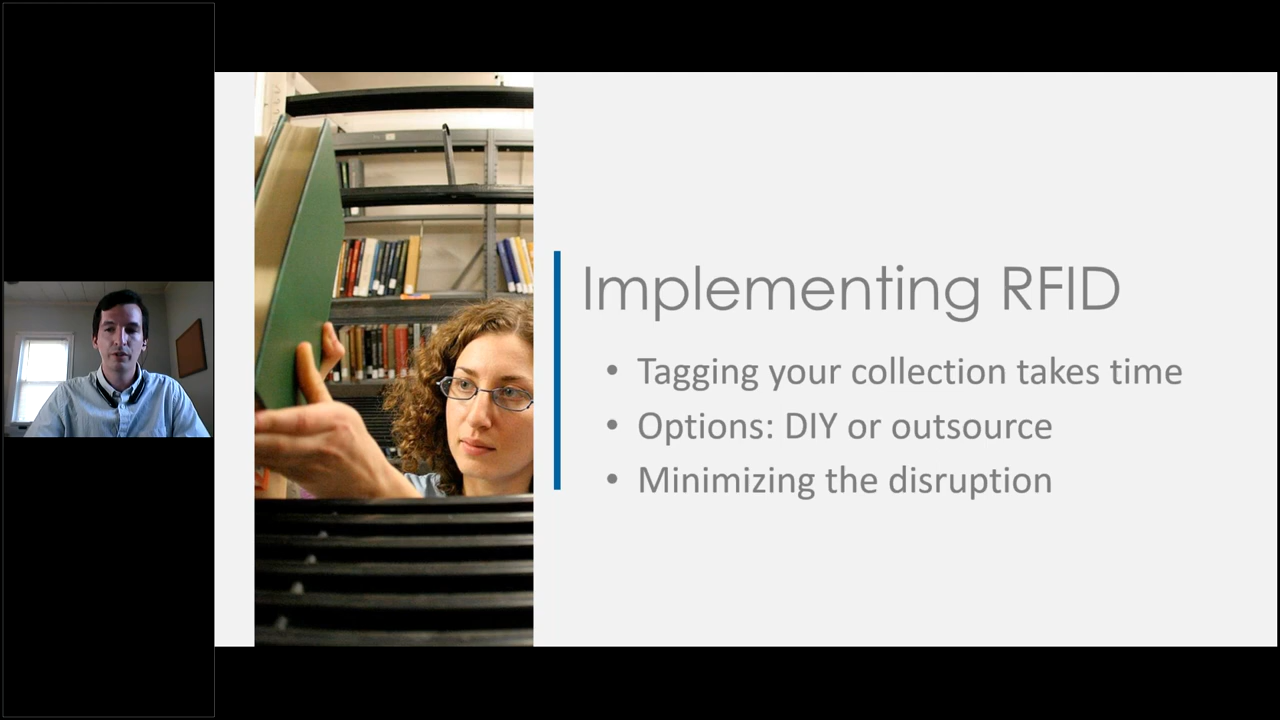 Implementing RFID
• Tagging your collection takes time
• Options: DIY or outsource
• Minimizing the disruption